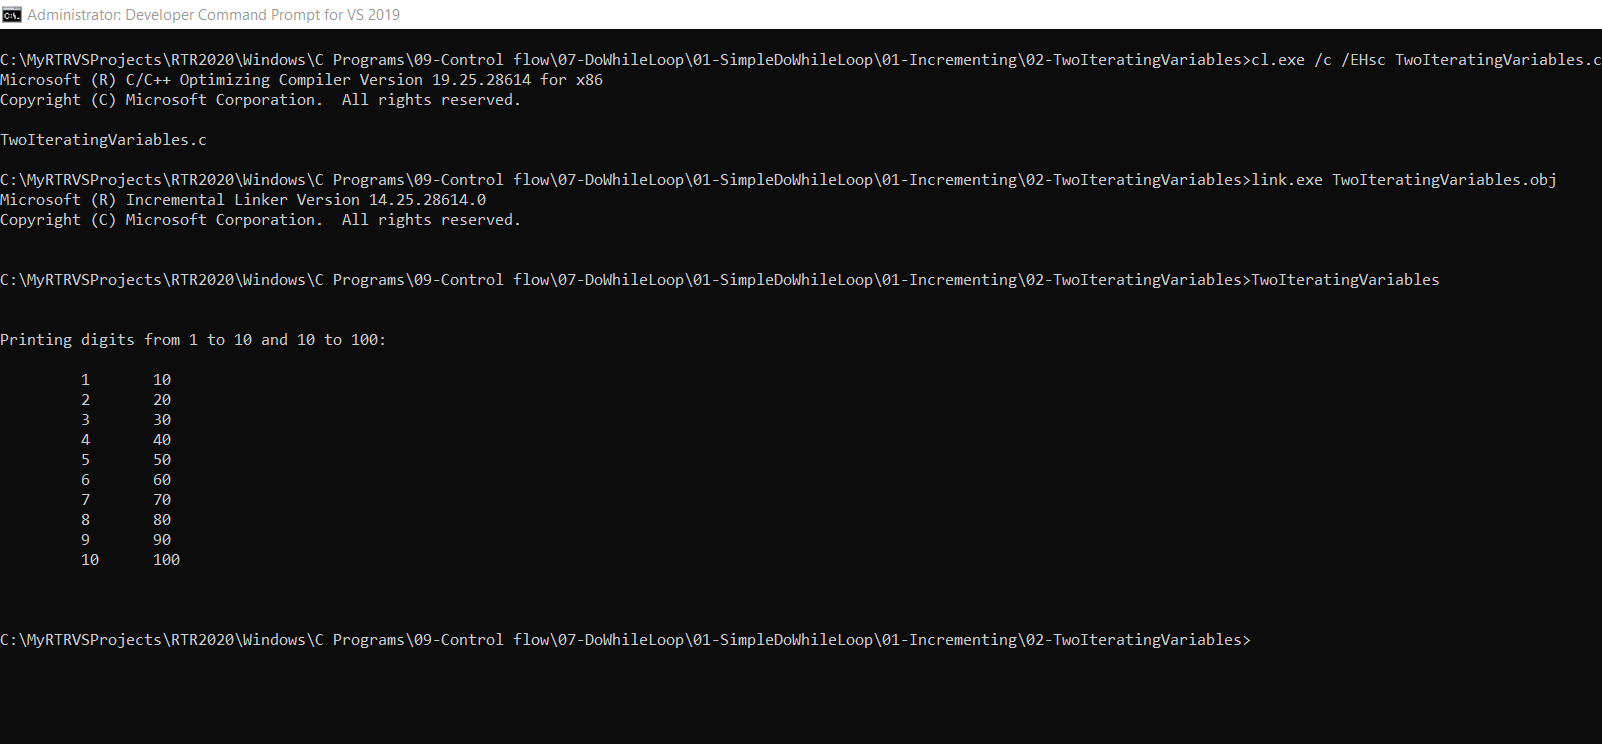 Administrator: Developer Command Prompt for VS 2019
C:\MyRTRVSProjects\RTR2020\Windows\C Programs\09-Control flow\07-DoWhileLoop\01-SimpleDoWhileLoop\01-Incrementing\02-TwoIteratingVariables>cl.exe /c /EHsc TwoIteratingVariables.c
Microsoft (R) C/C++ Optimizing Compiler Version 19.25.28614 for x86
Copyright (C) Microsoft Corporation.  All rights reserved.
TwoIteratingVariables.c
C:\MyRTRVSProjects\RTR2020\Windows\C Programs\09-Control flow\07-DoWhileLoop\01-SimpleDoWhileLoop\01-Incrementing\02-TwoIteratingVariables>link.exe TwoIteratingVariables.obj
Microsoft (R) Incremental Linker Version 14.25.28614.0
Copyright (C) Microsoft Corporation.  All rights reserved.
C:\MyRTRVSProjects\RTR2020\Windows\C Programs\09-Control flow\07-DoWhileLoop\01-SimpleDoWhileLoop\01-Incrementing\02-TwoIteratingVariables>TwoIteratingVariables
Printing digits from 1 to 10 and 10 to 100:
1 10
2 20
3 30
4 40
5 50
6 60
7 70
8 80
9 90
10 100
C:\MyRTRVSProjects\RTR2020\Windows\C Programs\09-Control flow\07-DoWhileLoop\01-SimpleDoWhileLoop\01-Incrementing\02-TwoIteratingVariables>